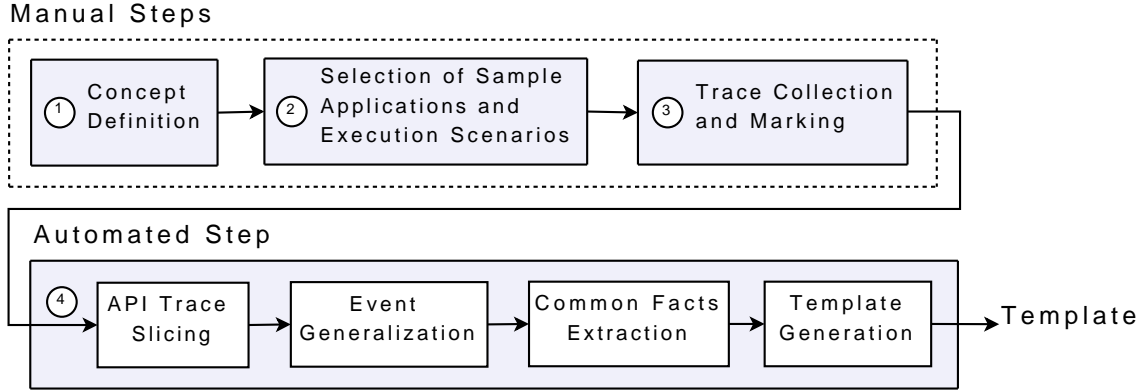 Manual Steps
1
Concept
Definition
2
Selection of Sample
Applications and
Execution Scenarios
3
Trace Collection
and Marking
Automated Step
4
API Trace
Slicing
Event
Generalization
Common Facts
Extraction
Template
Generation
Template